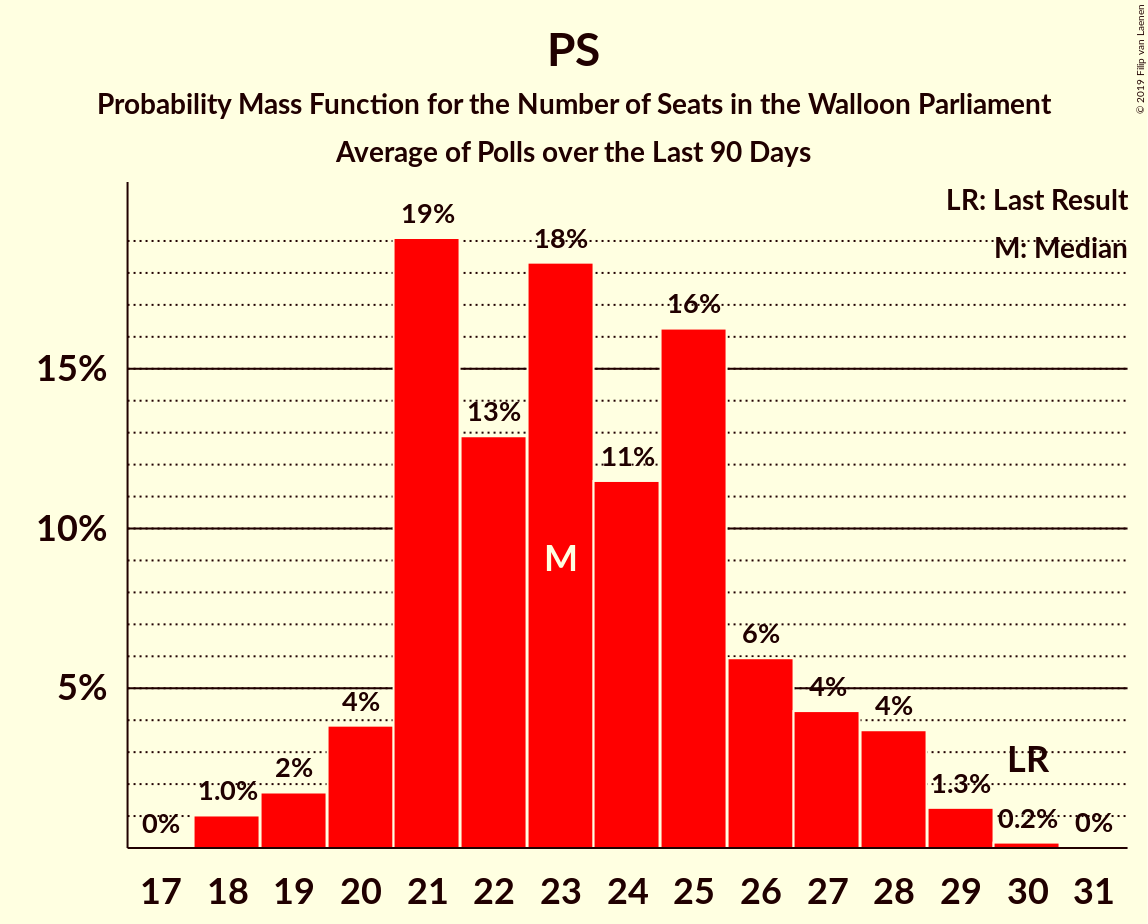 PS
Probability Mass Function for the Number of Seats in the Walloon Parliament
Average of Polls over the Last 90 Days
© 2019 Filip van Laenen
LR: Last Result
M: Median
19%
18%
16%
15%
13%
11%
10%
M
6%
5%
4%
4%
4%
LR
2%
1.0%
1.3%
0%
0.2%
0%
17 18 19 20 21 22 23 24 25 26 27 28 29 30 31